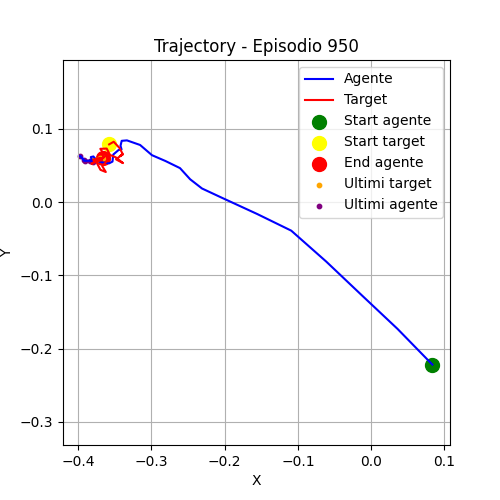 Trajectory - Episodio 950
Agente
Target
Start agente
Start target
End agente
Ultimi target
Ultimi agente
0.1
0.0
−0.1
−0.2
−0.3
Y
−0.4
−0.3
−0.2
−0.1
0.0
0.1
X